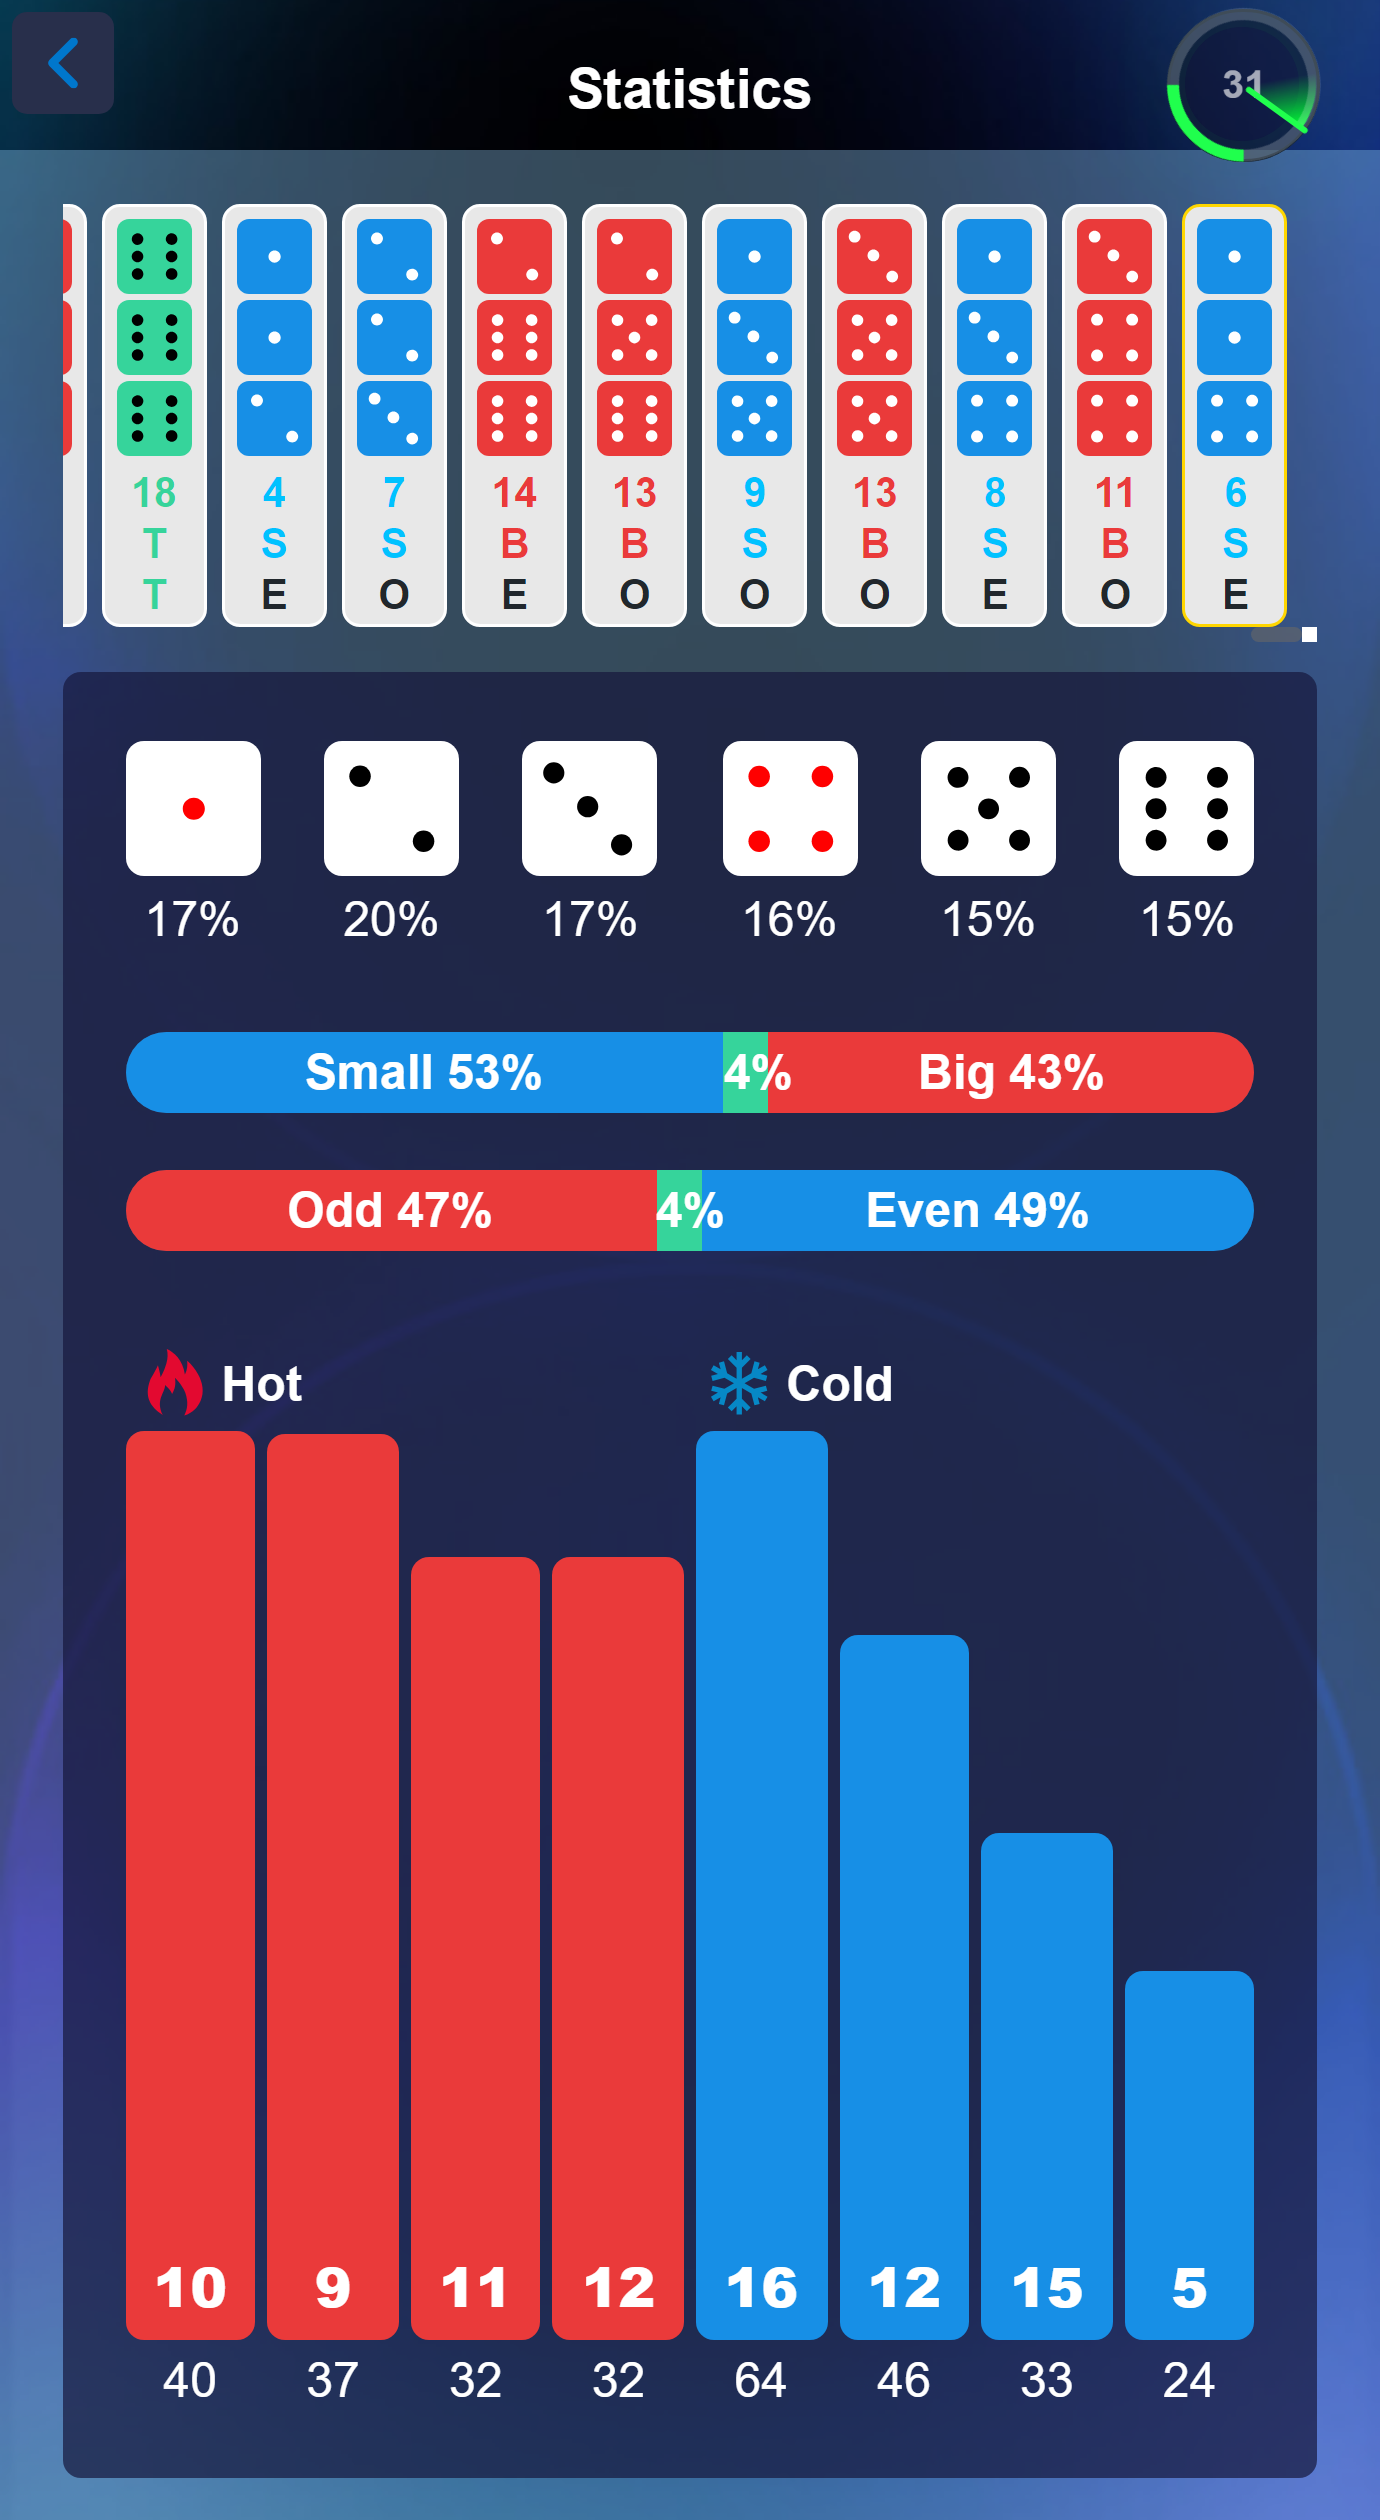 Statistics
31
18 4 7 14 13 9 13 8 11 6
T S S B B S B S B S
T E O E O O O E O E
17% 20% 17% 16% 15% 15%
Small 53% 4% Big 43%
Odd 47% 4% Even 49%
Hot Cold
10 9 11 12 16 12 15 5
40 37 32 32 64 46 33 24